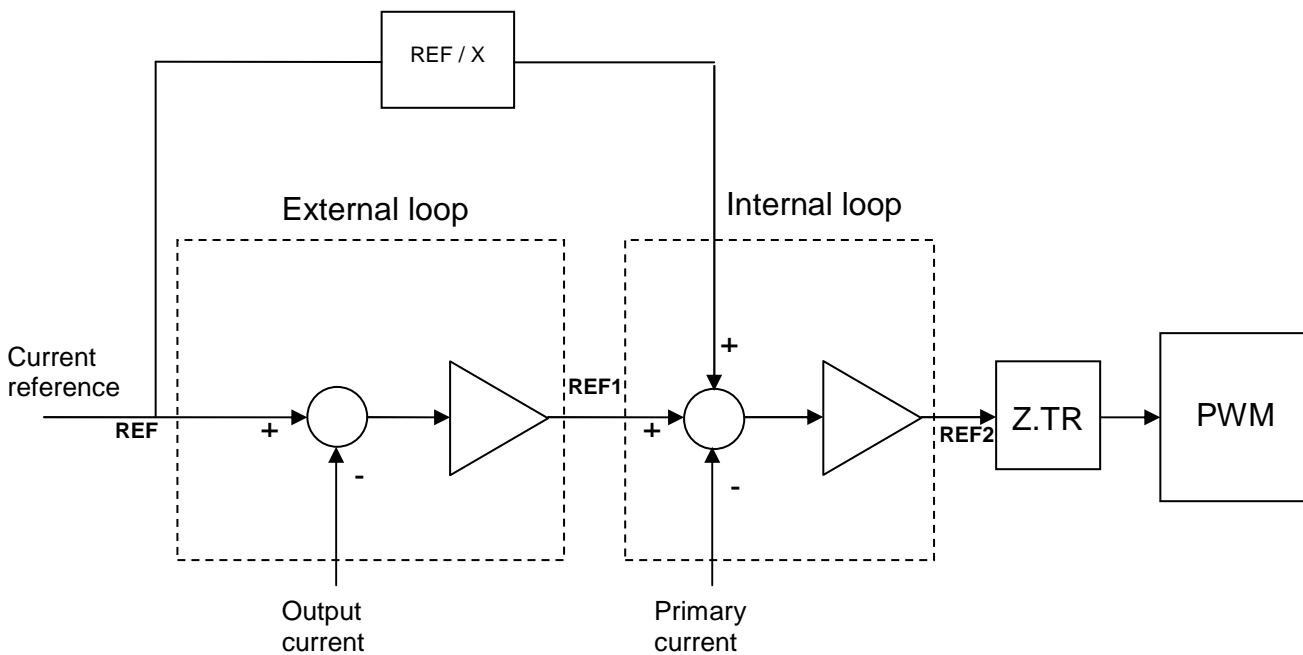 REF / X
External loop
Internal loop
Current
reference
REF
+
-
REF1
+
+
-
REF2
Z.TR
PWM
Output
current
Primary
current